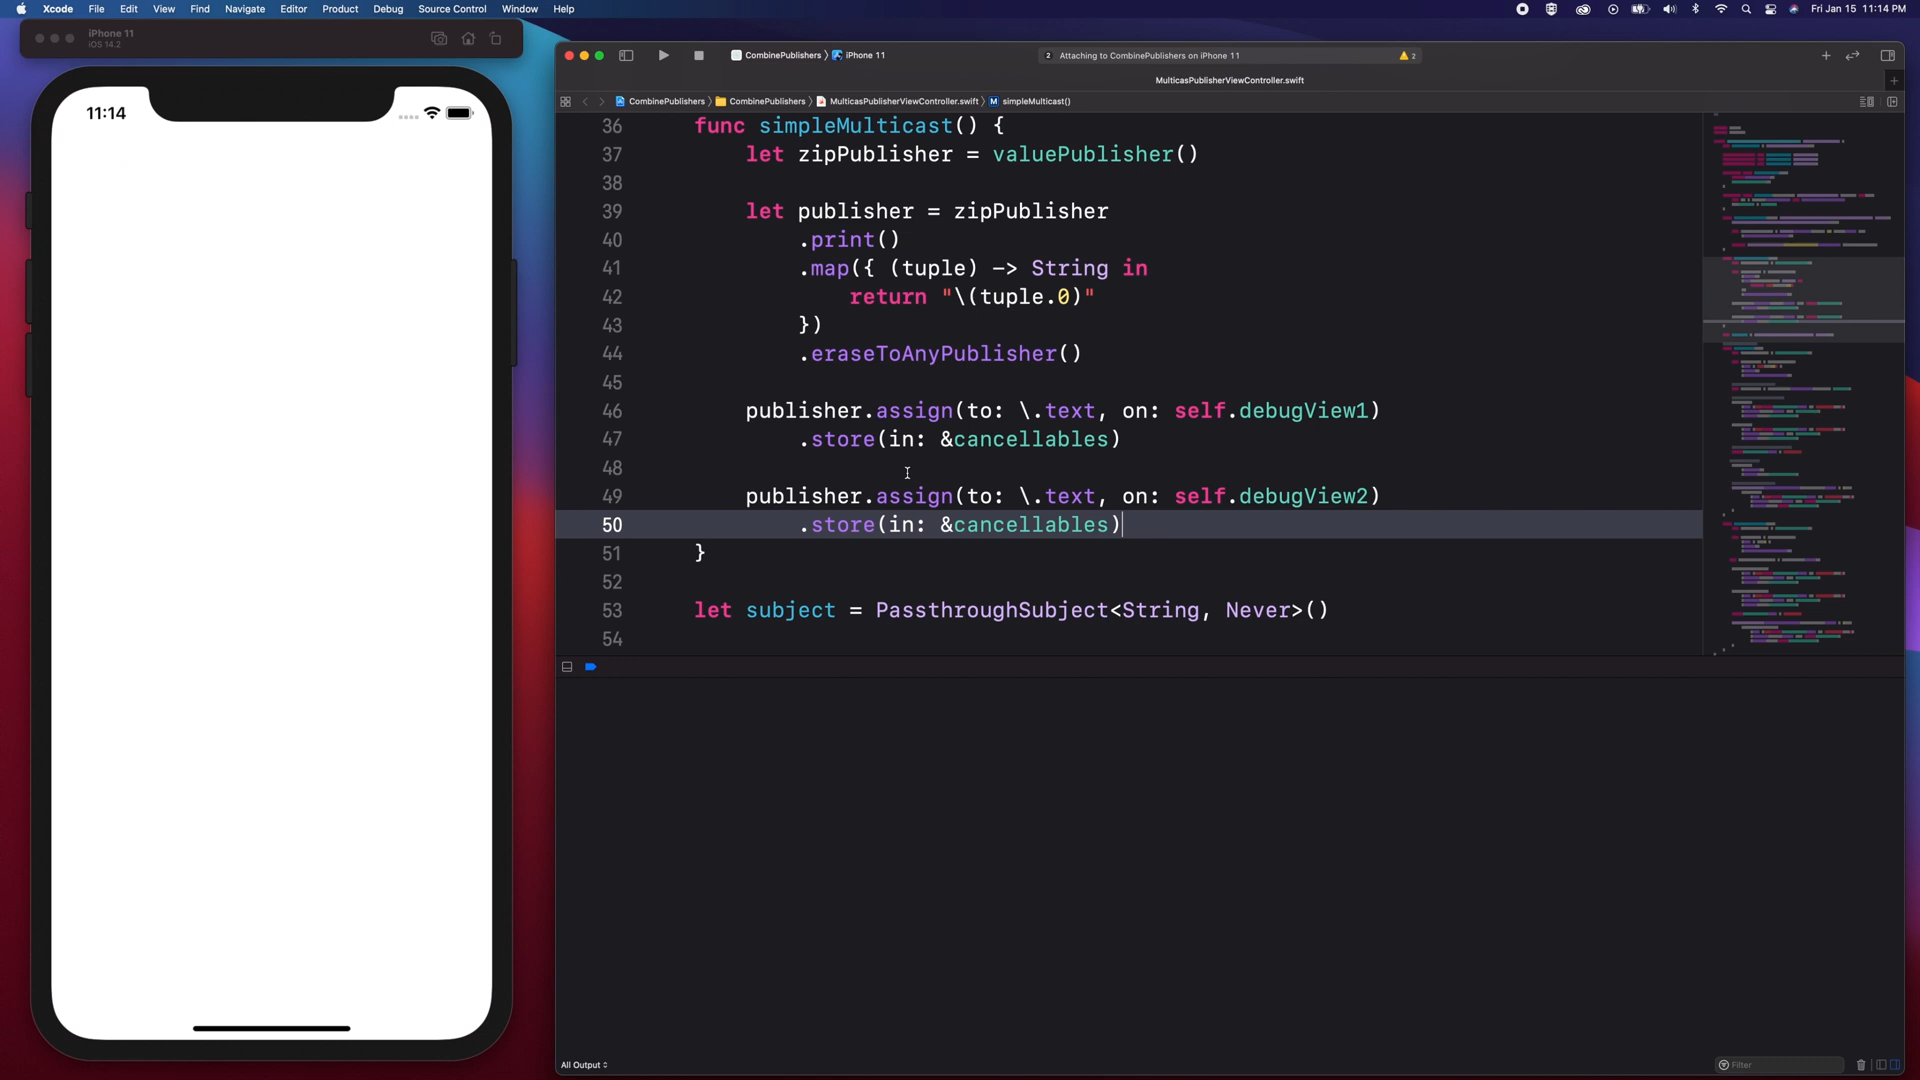 Xcode File Edit View Find Navigate Editor Product Debug Source Control Window Help Fri Jan 15 11:14 PM
iPhone 11
iOS 14.2
11:14
CombinePublishers 〉 iPhone 11
2 Attaching to CombinePublishers on iPhone 11
2
MulticasPublisherViewController.swift
CombinePublishers 〉 CombinePublishers 〉 MulticasPublisherViewController.swift 〉 M simpleMulticast()
36 func simpleMulticast() {
37 let zipPublisher = valuePublisher()
38
39 let publisher = zipPublisher
40 .print()
41 .map({ (tuple) -> String in
42 return "\(tuple.0)"
43 })
44 .eraseToAnyPublisher()
45
46 publisher.assign(to: \.text, on: self.debugView1)
47 .store(in: &cancellables)
48
49 publisher.assign(to: \.text, on: self.debugView2)
50 .store(in: &cancellables)
51 }
52
53 let subject = PassthroughSubject<String, Never>()
54
All Output
Filter